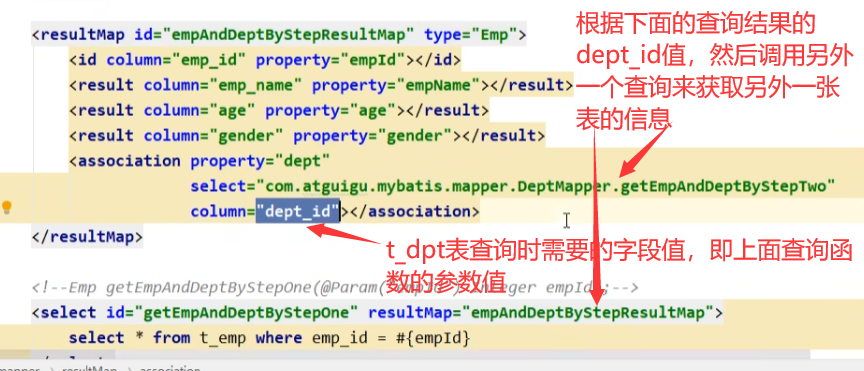 <resultMap id="empAndDeptByStepResultMap" type="Emp">
<id column="emp_id" property="empId"></id>
<result column="emp_name" property="empName"></result>
<result column="age" property="age"></result>
<result column="gender" property="gender"></result>
<association property="dept"
select="com.atguigu.mybatis.mapper.DeptMapper.getEmpAndDeptByStepTwo"
column="dept_id"></association>
</resultMap>
根据下面的查询结果的
dept_id值，然后调用另外
一个查询来获取另外一张
表的信息
t_dpt表查询时需要的字段值，即上面查询函
数的参数值
<!--Emp getEmpAndDeptByStepOne(@Param( Integer empId);-->
<select id="getEmpAndDeptByStepOne" resultMap="empAndDeptByStepResultMap">
select * from t_emp where emp_id = #{empId}
resultMap > association